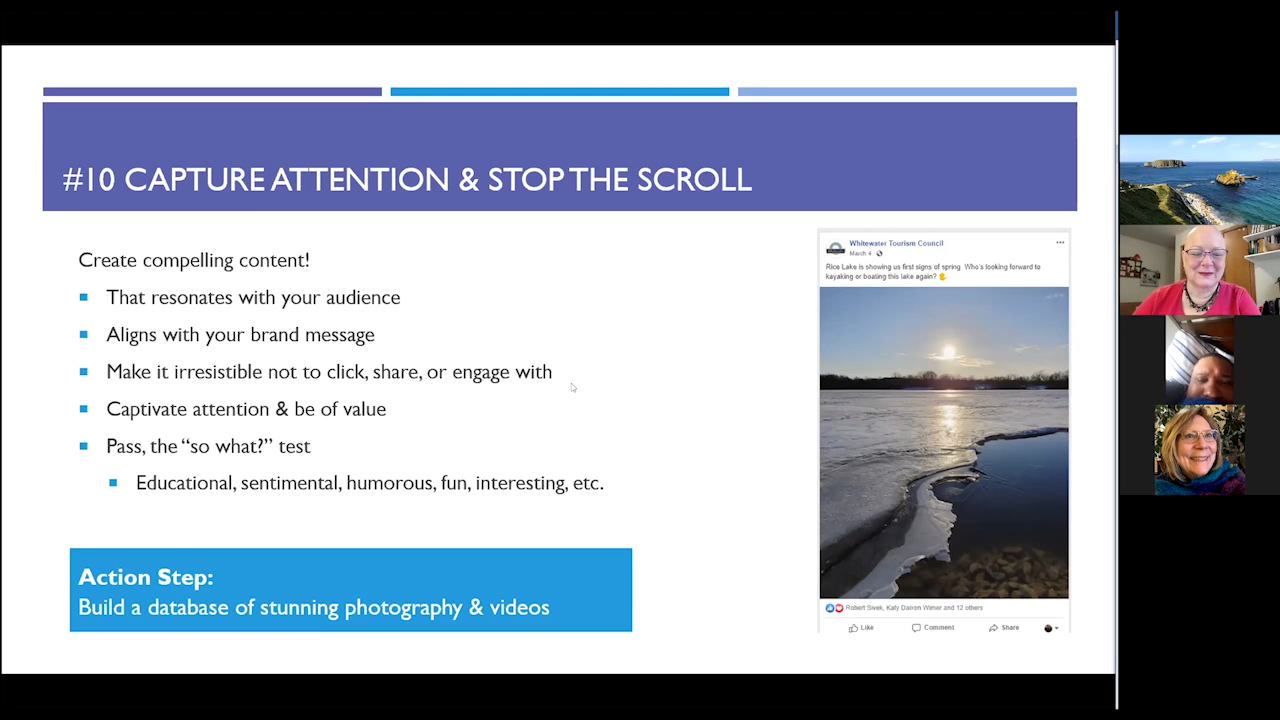 #10 CAPTURE ATTENTION & STOP THE SCROLL
Create compelling content!
That resonates with your audience
Aligns with your brand message
Make it irresistible not to click, share, or engage with
Captivate attention & be of value
Pass, the “so what?” test
Educational, sentimental, humorous, fun, interesting, etc.
Action Step:
Build a database of stunning photography & videos
Whitewater Tourism Council
March 4
Rice Lake is showing us first signs of spring Who's looking forward to
kayaking or boating this lake again?
Robert Sivek, Katy Daixon Wimer and 12 others
Like Comment Share